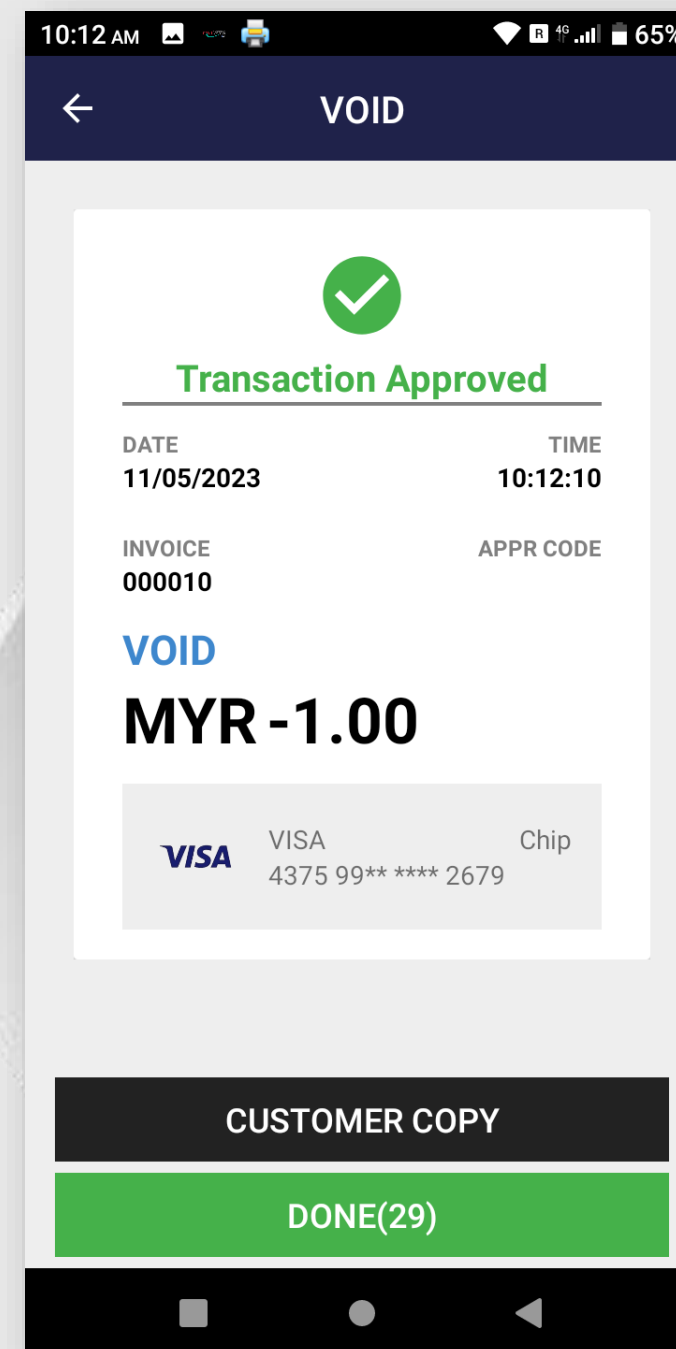 10:12 AM R 4G 65%
VOID
Transaction Approved
DATE TIME
11/05/2023 10:12:10
INVOICE APPR CODE
000010
VOID
MYR -1.00
VISA VISA Chip
4375 99** **** 2679
CUSTOMER COPY
DONE(29)